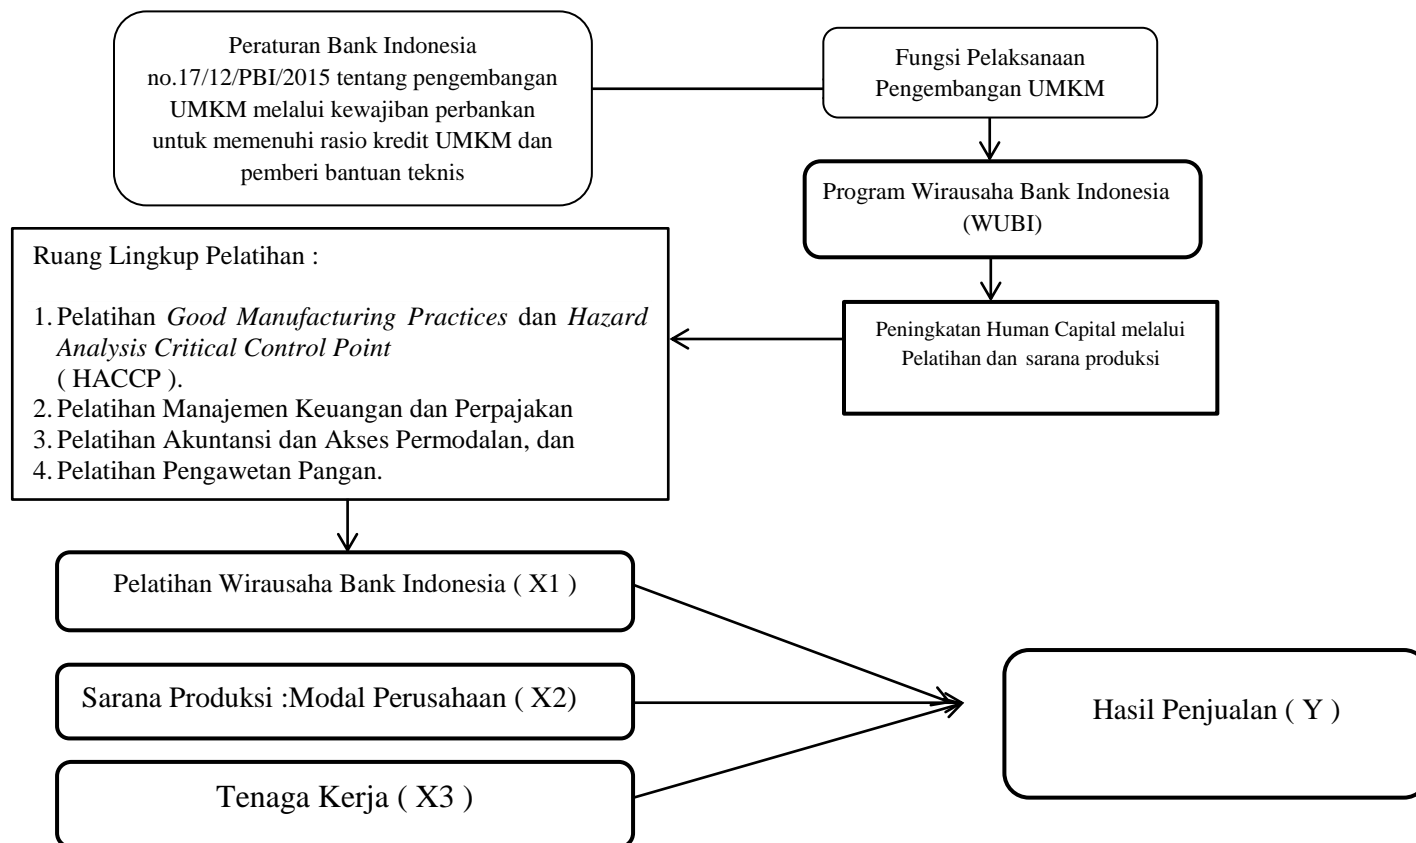 Peraturan Bank Indonesia
no.17/12/PBI/2015 tentang pengembangan
UMKM melalui kewajiban perbankan
untuk memenuhi rasio kredit UMKM dan
pemberi bantuan teknis
Fungsi Pelaksanaan
Pengembangan UMKM
Program Wirausaha Bank Indonesia
(WUBI)
Peningkatan Human Capital melalui
Pelatihan dan sarana produksi
Ruang Lingkup Pelatihan :
1. Pelatihan Good Manufacturing Practices dan Hazard
Analysis Critical Control Point
( HACCP ).
2. Pelatihan Manajemen Keuangan dan Perpajakan
3. Pelatihan Akuntansi dan Akses Permodalan, dan
4. Pelatihan Pengawetan Pangan.
Pelatihan Wirausaha Bank Indonesia ( X1 )
Sarana Produksi :Modal Perusahaan ( X2)
Tenaga Kerja ( X3 )
Hasil Penjualan ( Y )